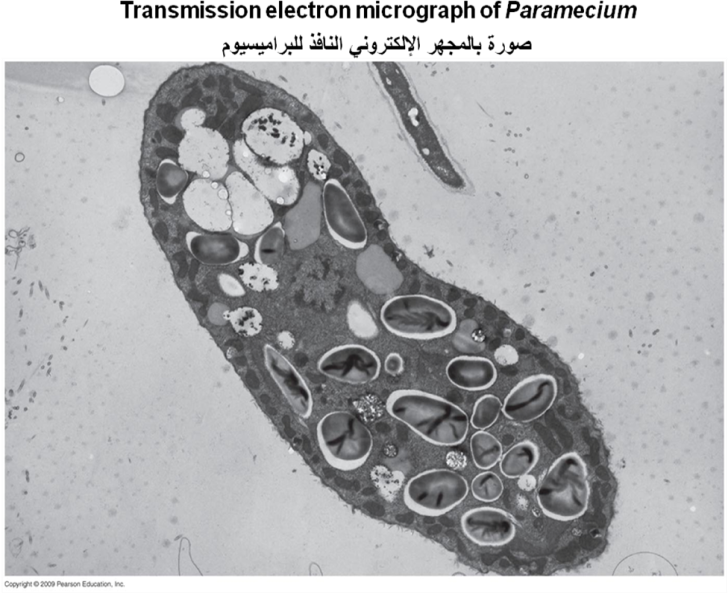 Transmission electron micrograph of Paramecium
صورة بالمجهر الإلكتروني النافذ للبراميسيوم
Copyright © 2009 Pearson Education, Inc.